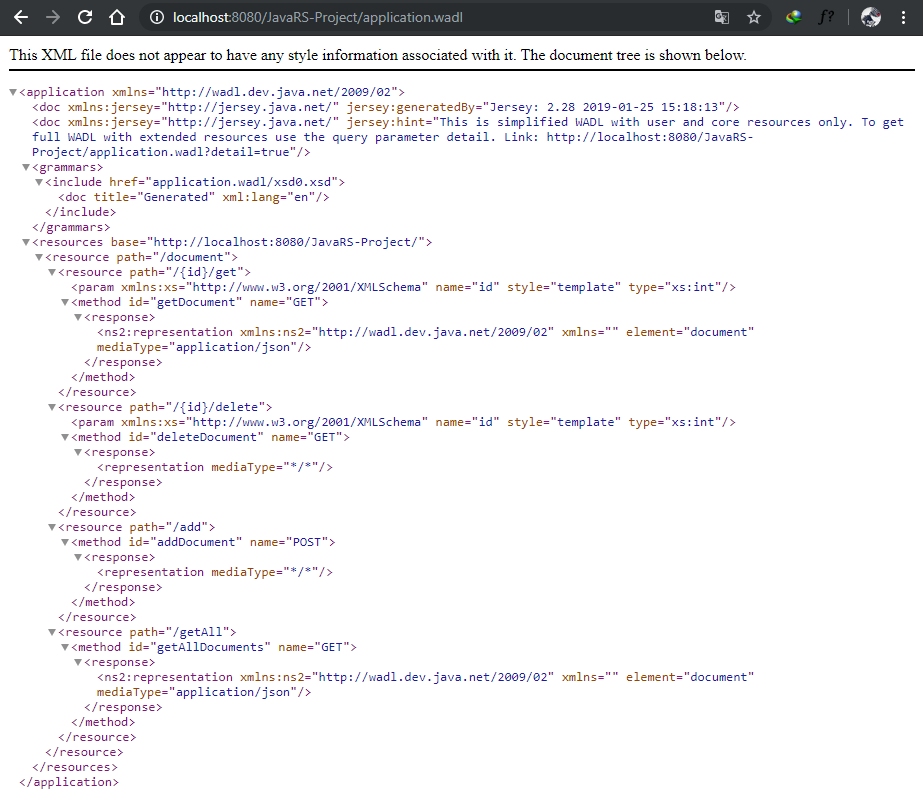 localhost:8080/JavaRS-Project/application.wadl
f?
This XML file does not appear to have any style information associated with it. The document tree is shown below.
▼<application xmlns="http://wadl.dev.java.net/2009/02">
<doc xmlns:jersey="http://jersey.java.net/" jersey:generatedBy="Jersey: 2.28 2019-01-25 15:18:13"/>
<doc xmlns:jersey="http://jersey.java.net/" jersey:hint="This is simplified WADL with user and core resources only. To get
full WADL with extended resources use the query parameter detail. Link: http://localhost:8080/JavaRS-
Project/application.wadl?detail=true"/>
▼<grammars>
▼<include href="application.wadl/xsd0.xsd">
<doc title="Generated" xml:lang="en"/>
</include>
</grammars>
▼<resources base="http://localhost:8080/JavaRS-Project/">
▼<resource path="/document">
▼<resource path="/{id}/get">
<param xmlns:xs="http://www.w3.org/2001/XMLSchema" name="id" style="template" type="xs:int"/>
▼<method id="getDocument" name="GET">
▼<response>
<ns2:representation xmlns:ns2="http://wadl.dev.java.net/2009/02" xmlns="" element="document"
mediaType="application/json"/>
</response>
</method>
</resource>
▼<resource path="/{id}/delete">
<param xmlns:xs="http://www.w3.org/2001/XMLSchema" name="id" style="template" type="xs:int"/>
▼<method id="deleteDocument" name="GET">
▼<response>
<representation mediaType="*/*"/>
</response>
</method>
</resource>
▼<resource path="/add">
▼<method id="addDocument" name="POST">
▼<response>
<representation mediaType="*/*"/>
</response>
</method>
</resource>
▼<resource path="/getAll">
▼<method id="getAllDocuments" name="GET">
▼<response>
<ns2:representation xmlns:ns2="http://wadl.dev.java.net/2009/02" xmlns="" element="document"
mediaType="application/json"/>
</response>
</method>
</resource>
</resource>
</resources>
</application>